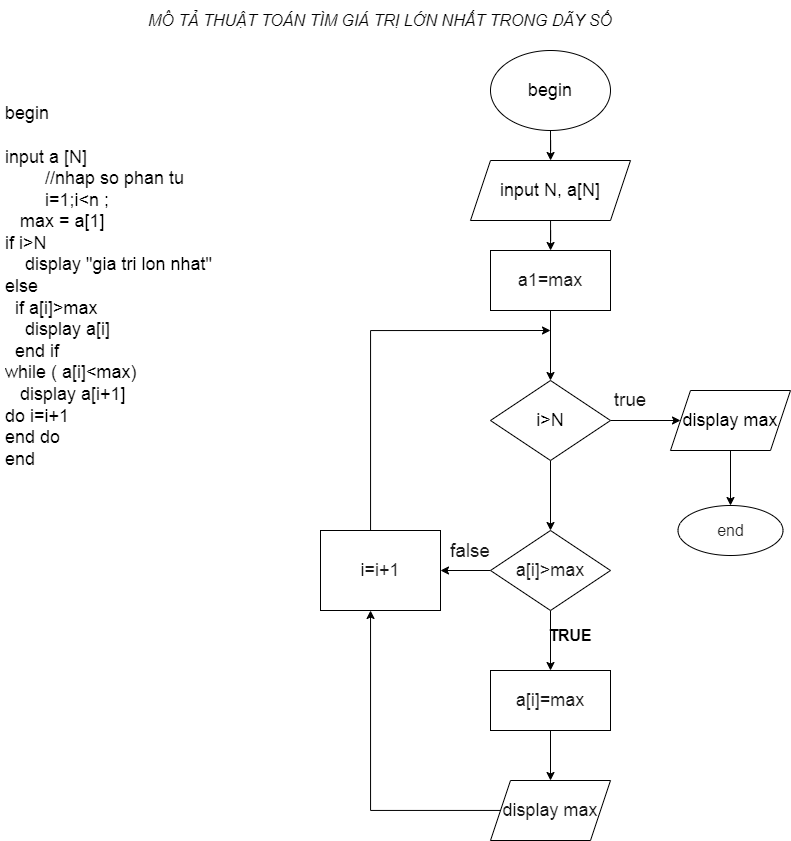 MÔ TẢ THUẬT TOÁN TÌM GIÁ TRỊ LỚN NHẤT TRONG DÃY SỐ
begin
input a [N]
//nhap so phan tu
i=1;i<n ;
max = a[1]
if i>N
display "gia tri lon nhat"
else
if a[i]>max
display a[i]
end if
while ( a[i]<max)
display a[i+1]
do i=i+1
end do
end
begin
input N, a[N]
a1=max
i>N
true
display max
end
a[i]>max
false
i=i+1
TRUE
a[i]=max
display max